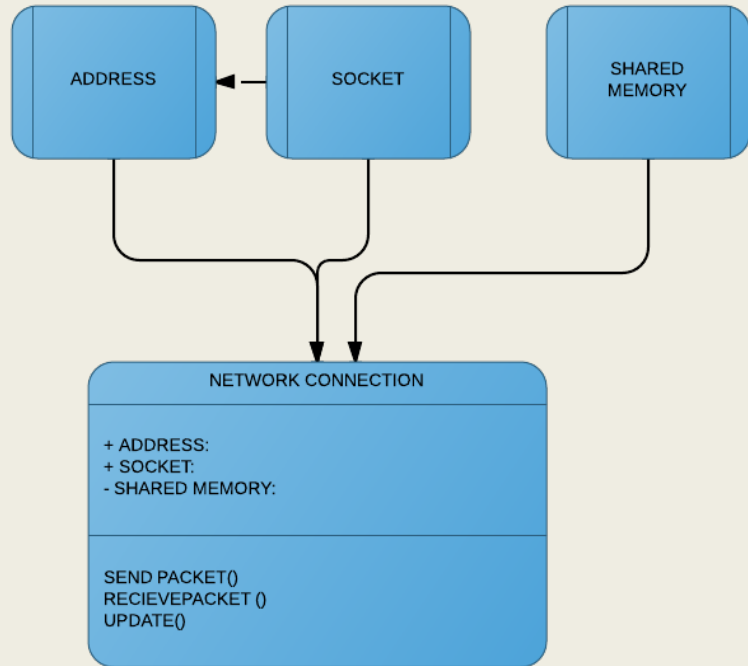 ADDRESS
SOCKET
SHARED
MEMORY
NETWORK CONNECTION
+ ADDRESS:
+ SOCKET:
- SHARED MEMORY:
SEND PACKET()
RECIEVEPACKET ()
UPDATE()